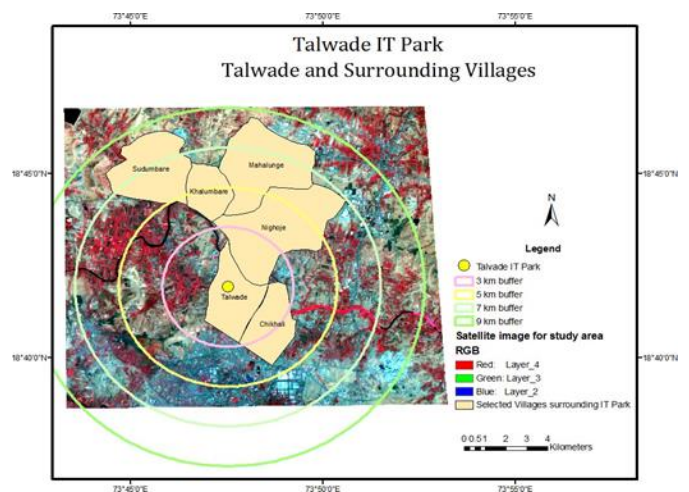 Talwade IT Park
Talwade and Surrounding Villages
73°45'0"E
73°50'0"E
73°55'0"E
18°45'0"N
18°45'0"N
Mahalunge
Sudumbare
Khalumbare
Nighoje
Talwade
Chikhali
N
Legend
Talvade IT Park
3 km buffer
5 km buffer
7 km buffer
9 km buffer
Satellite image for study area
RGB
Red: Layer_4
Green: Layer_3
Blue: Layer_2
Selected Villages surrounding IT Park
18°40'0"N
18°40'0"N
0 0.5 1 2 3 4
Kilometers
73°45'0"E
73°50'0"E
73°55'0"E